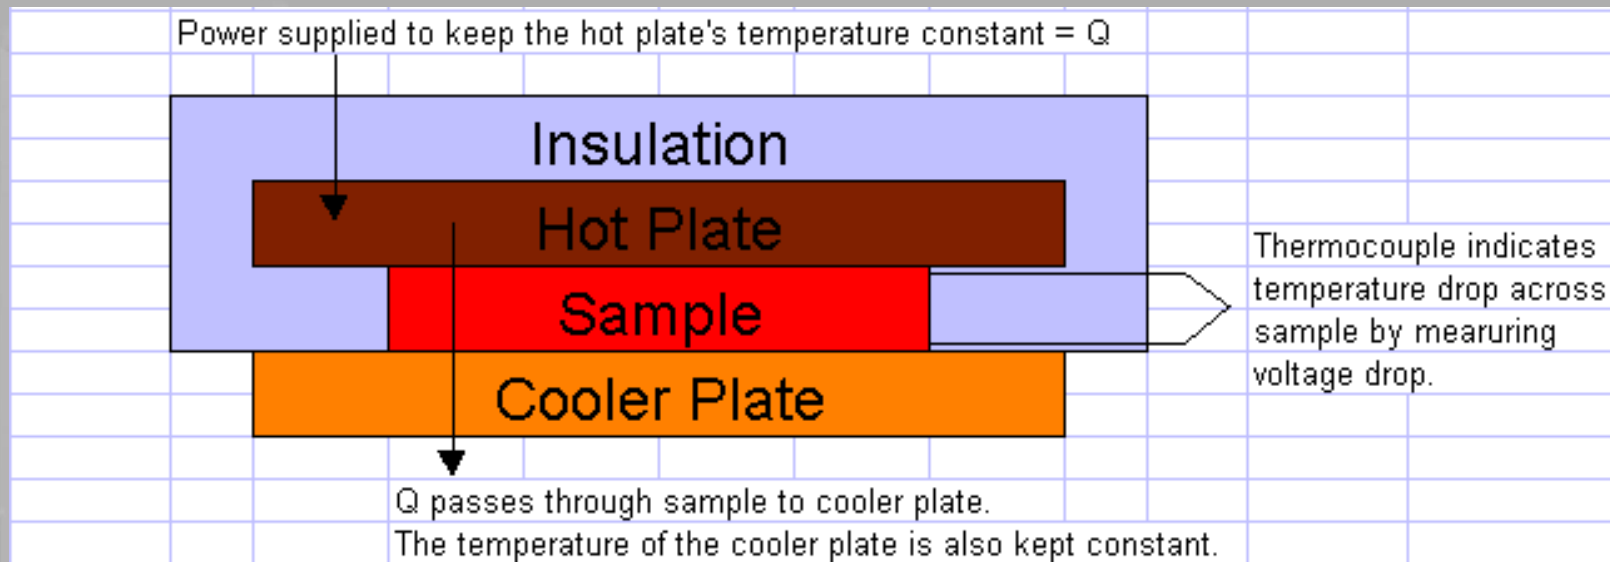 Power supplied to keep the hot plate's temperature constant = Q
Insulation
Hot Plate
Sample
Cooler Plate
Thermocouple indicates
temperature drop across
sample by mearuring
voltage drop.
Q passes through sample to cooler plate.
The temperature of the cooler plate is also kept constant.